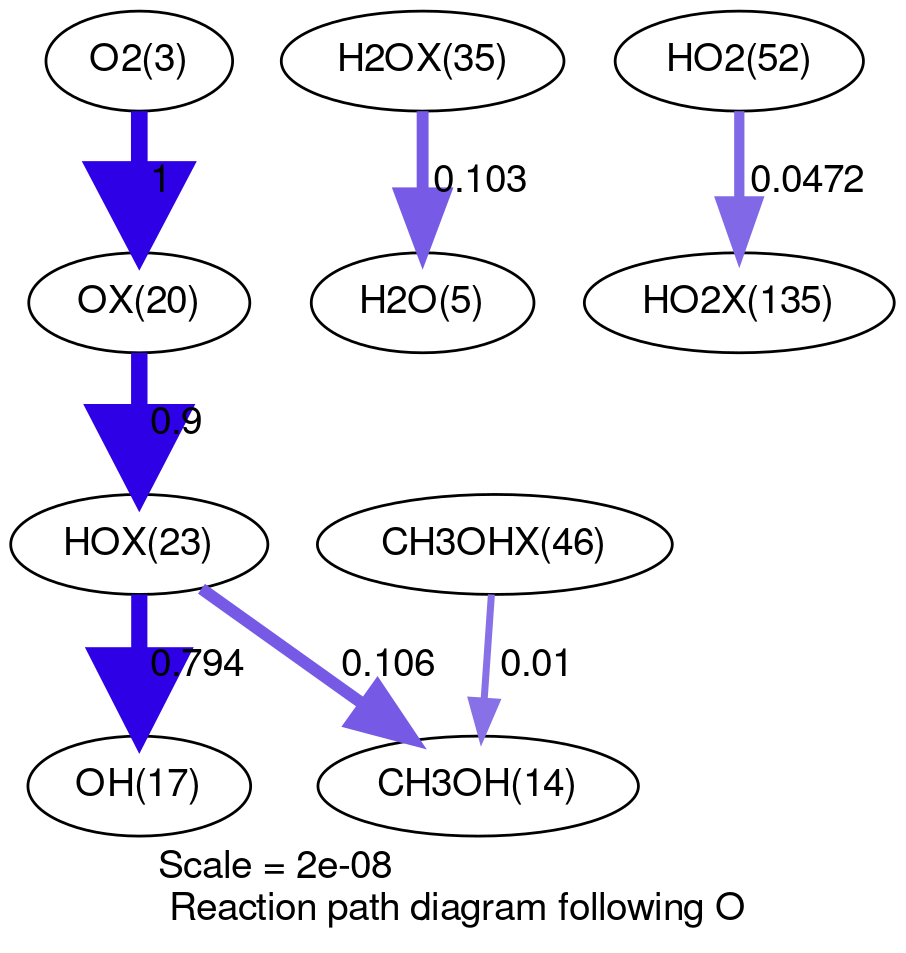 O2(3)
H2OX(35)
HO2(52)
1
0.103
0.0472
OX(20)
H2O(5)
HO2X(135)
0.9
HOX(23)
CH3OHX(46)
0.794
0.106
0.01
OH(17)
CH3OH(14)
Scale = 2e-08
Reaction path diagram following O